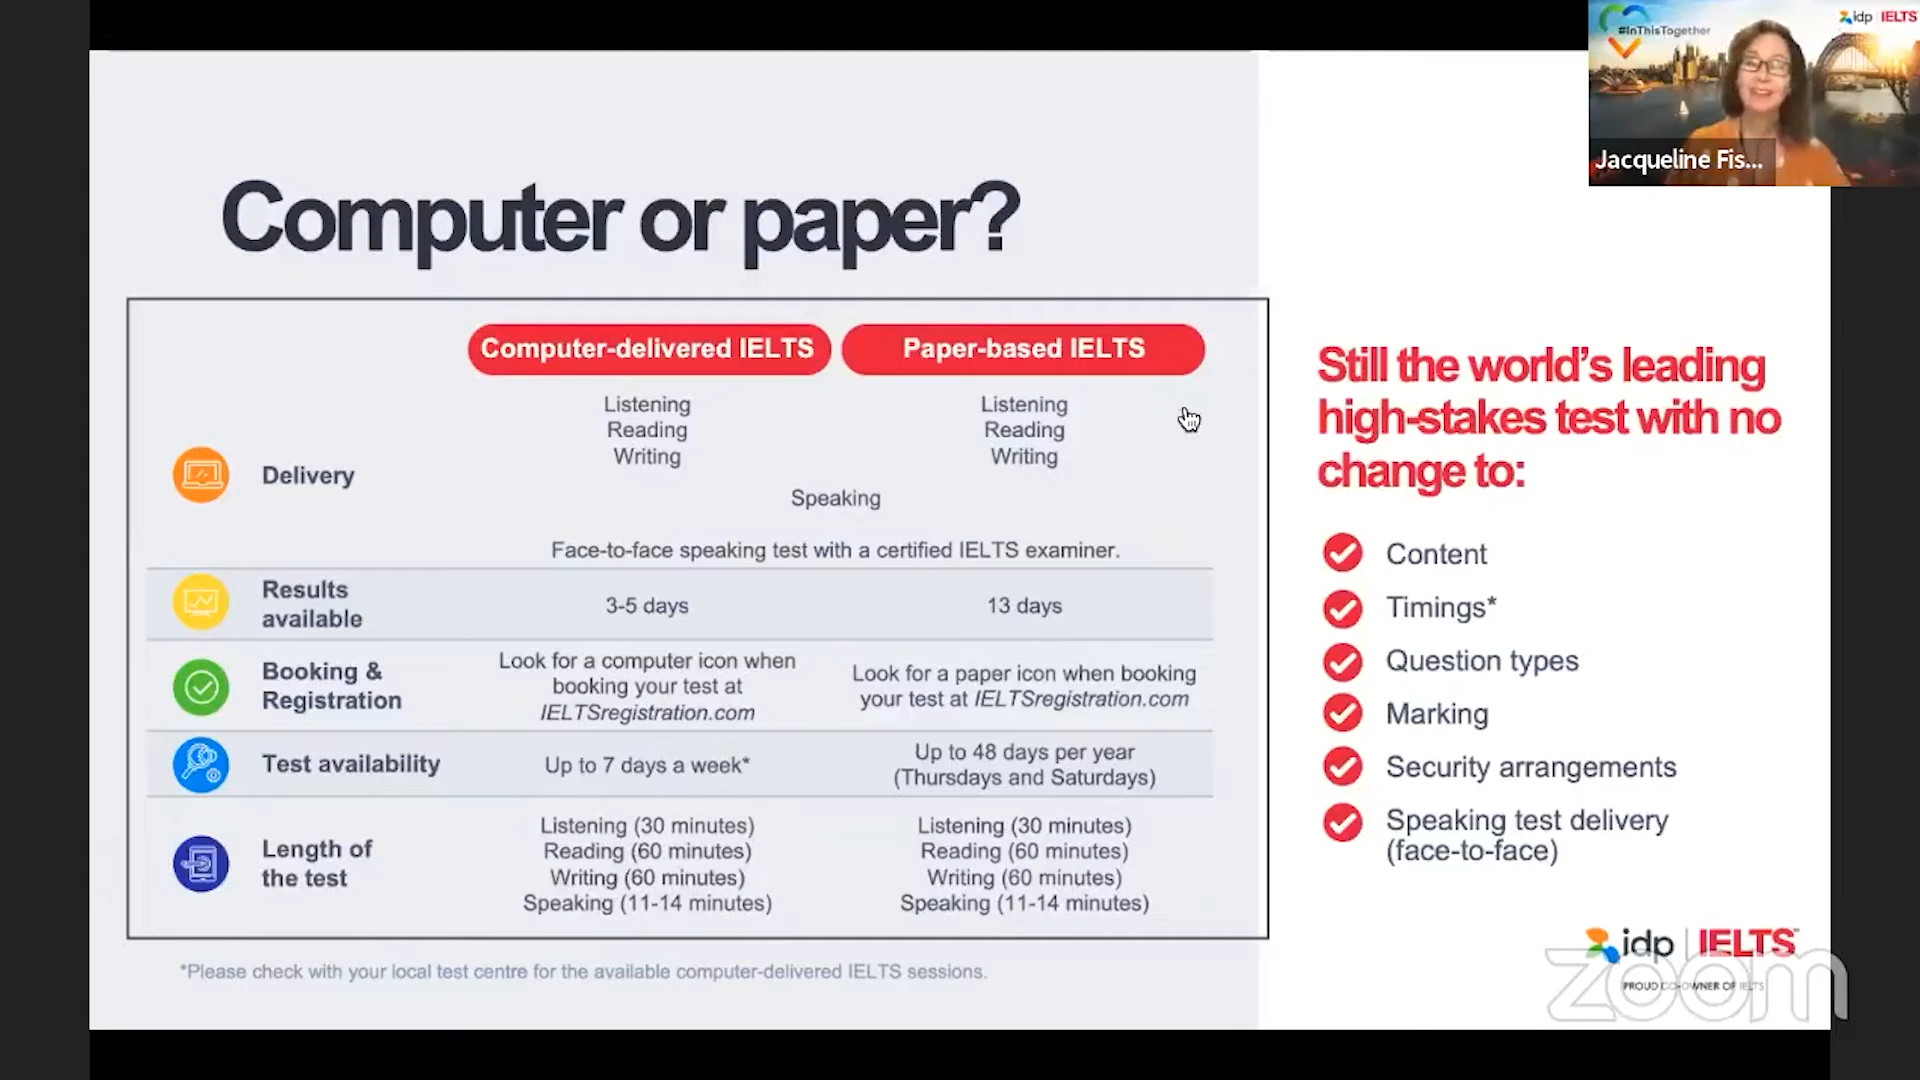 #InThisTogether
idp IELTS
Jacqueline Fis...
Computer or paper?
Computer-delivered IELTS
Paper-based IELTS
Delivery
Listening
Reading
Writing
Listening
Reading
Writing
Speaking
Face-to-face speaking test with a certified IELTS examiner.
Results
available
3-5 days
13 days
Booking &
Registration
Look for a computer icon when
booking your test at
IELTSregistration.com
Look for a paper icon when booking
your test at IELTSregistration.com
Test availability
Up to 7 days a week*
Up to 48 days per year
(Thursdays and Saturdays)
Length of
the test
Listening (30 minutes)
Reading (60 minutes)
Writing (60 minutes)
Speaking (11-14 minutes)
Listening (30 minutes)
Reading (60 minutes)
Writing (60 minutes)
Speaking (11-14 minutes)
*Please check with your local test centre for the available computer-delivered IELTS sessions.
Still the world's leading
high-stakes test with no
change to:
Content
Timings*
Question types
Marking
Security arrangements
Speaking test delivery
(face-to-face)
idp IELTS™
PROUD CO-OWNER OF IELTS
zoom